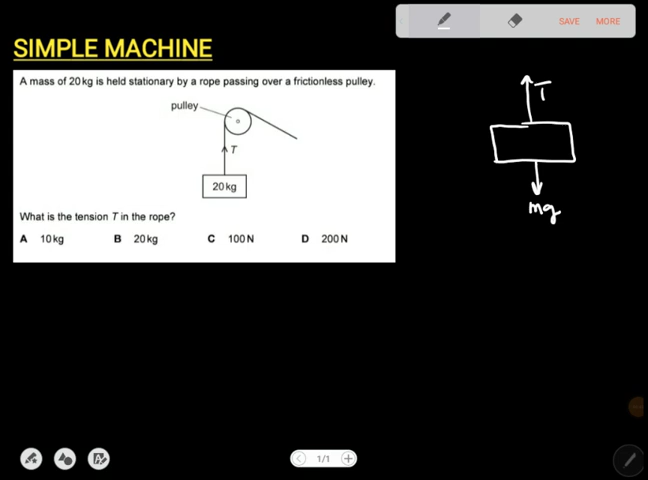 SAVE MORE
SIMPLE MACHINE
A mass of 20 kg is held stationary by a rope passing over a frictionless pulley.
pulley
T
20 kg
What is the tension T in the rope?
A 10 kg B 20 kg C 100 N D 200 N
T
mg
1/1